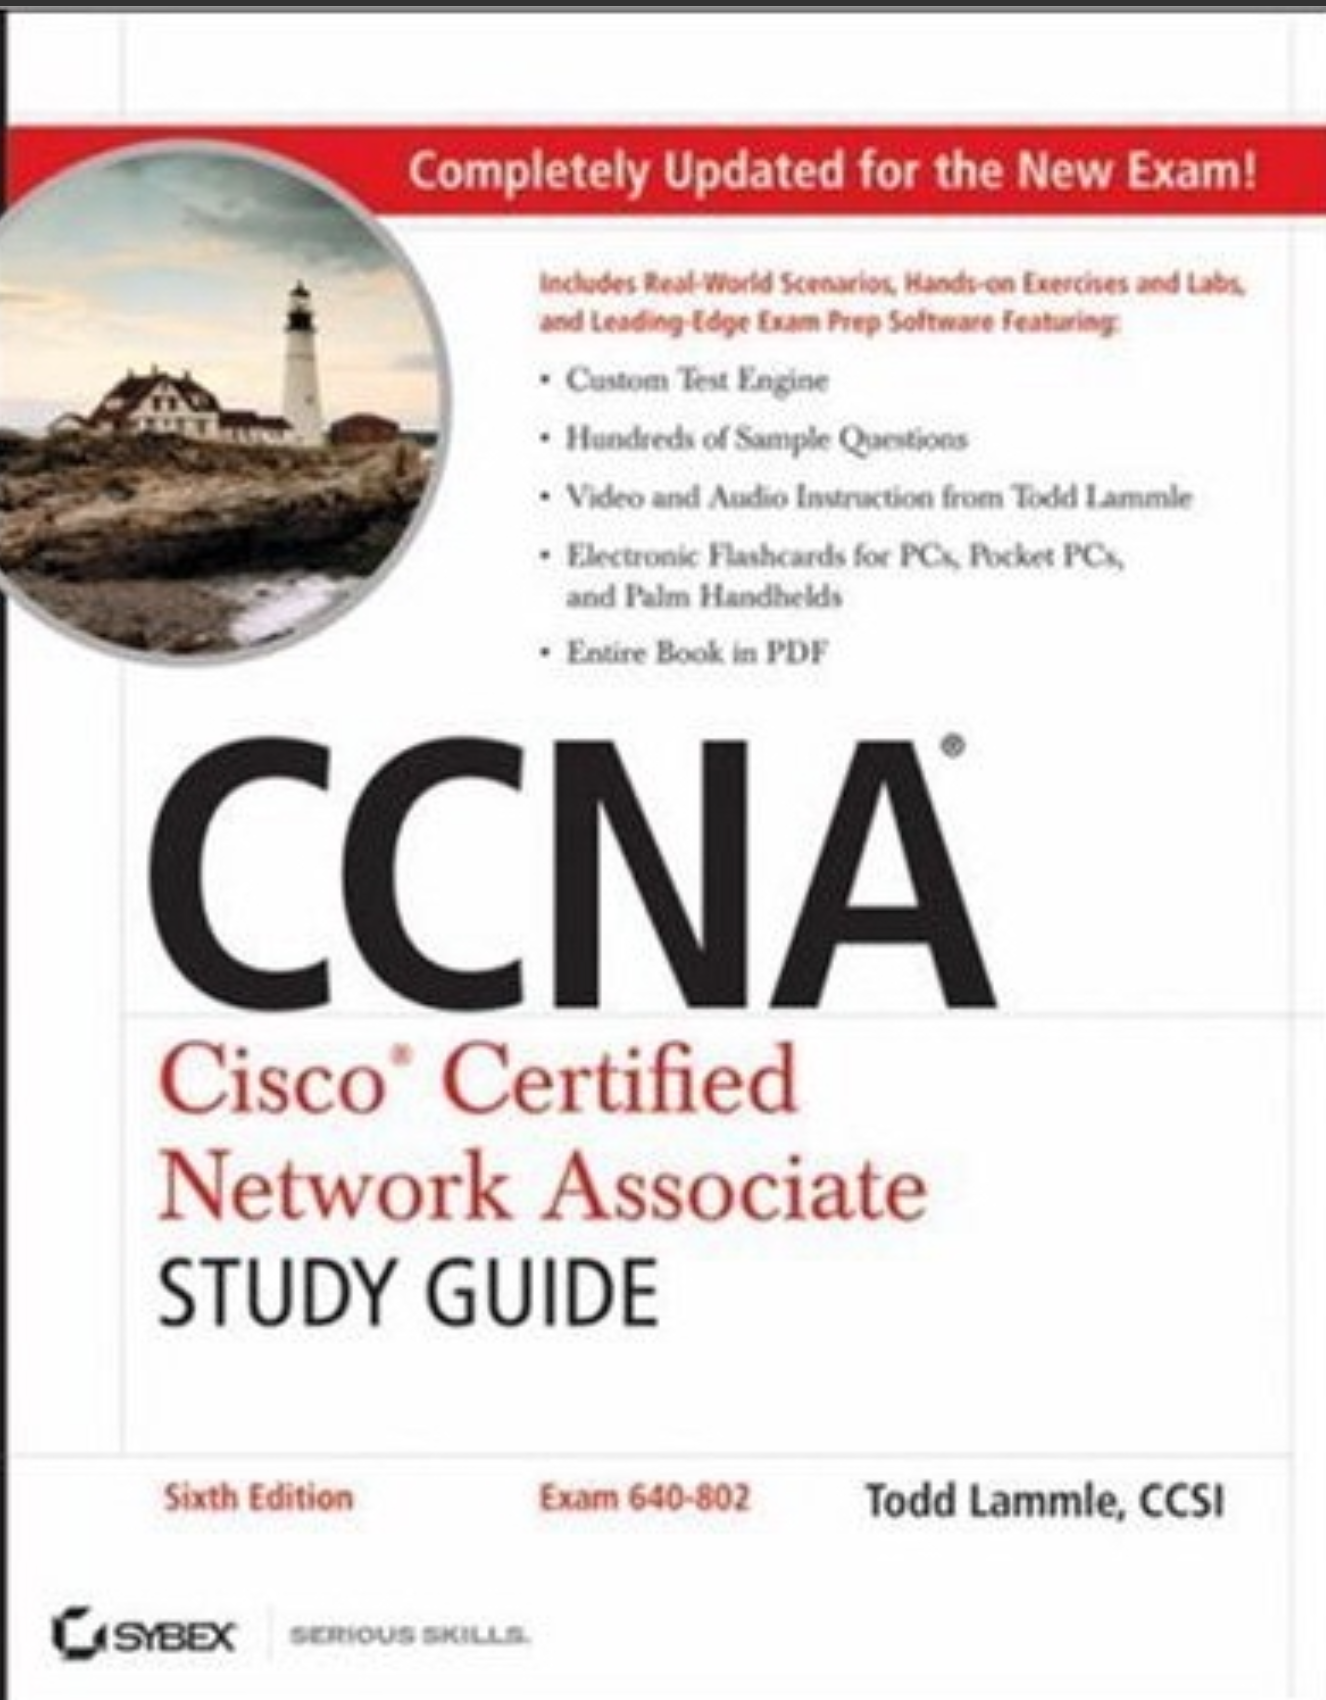 Completely Updated for the New Exam!
Includes Real-World Scenarios, Hands-on Exercises and Labs,
and Leading-Edge Exam Prep Software Featuring:
• Custom Test Engine
• Hundreds of Sample Questions
• Video and Audio Instruction from Todd Lammle
• Electronic Flashcards for PCs, Pocket PCs,
and Palm Handhelds
• Entire Book in PDF
CCNA®
Cisco® Certified
Network Associate
STUDY GUIDE
Sixth Edition Exam 640-802 Todd Lammle, CCSI
SYBEX SERIOUS SKILLS.